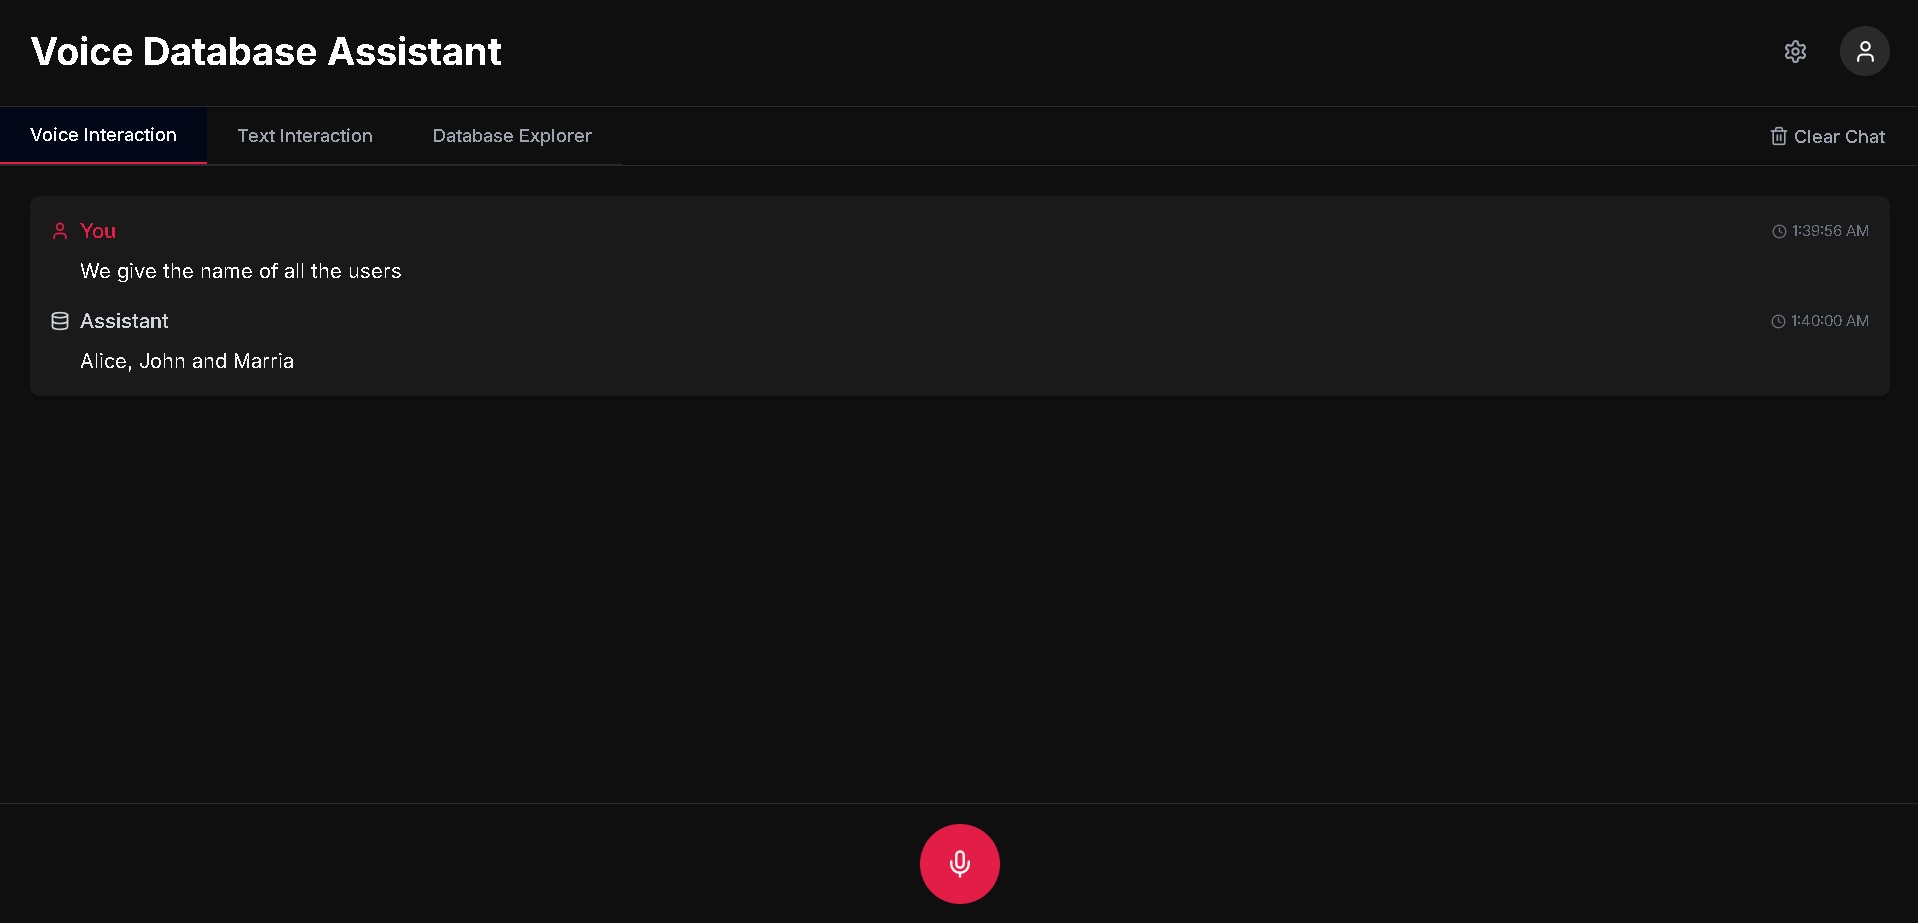 Voice Database Assistant
Voice Interaction
Text Interaction
Database Explorer
Clear Chat
You
1:39:56 AM
We give the name of all the users
Assistant
1:40:00 AM
Alice, John and Marria